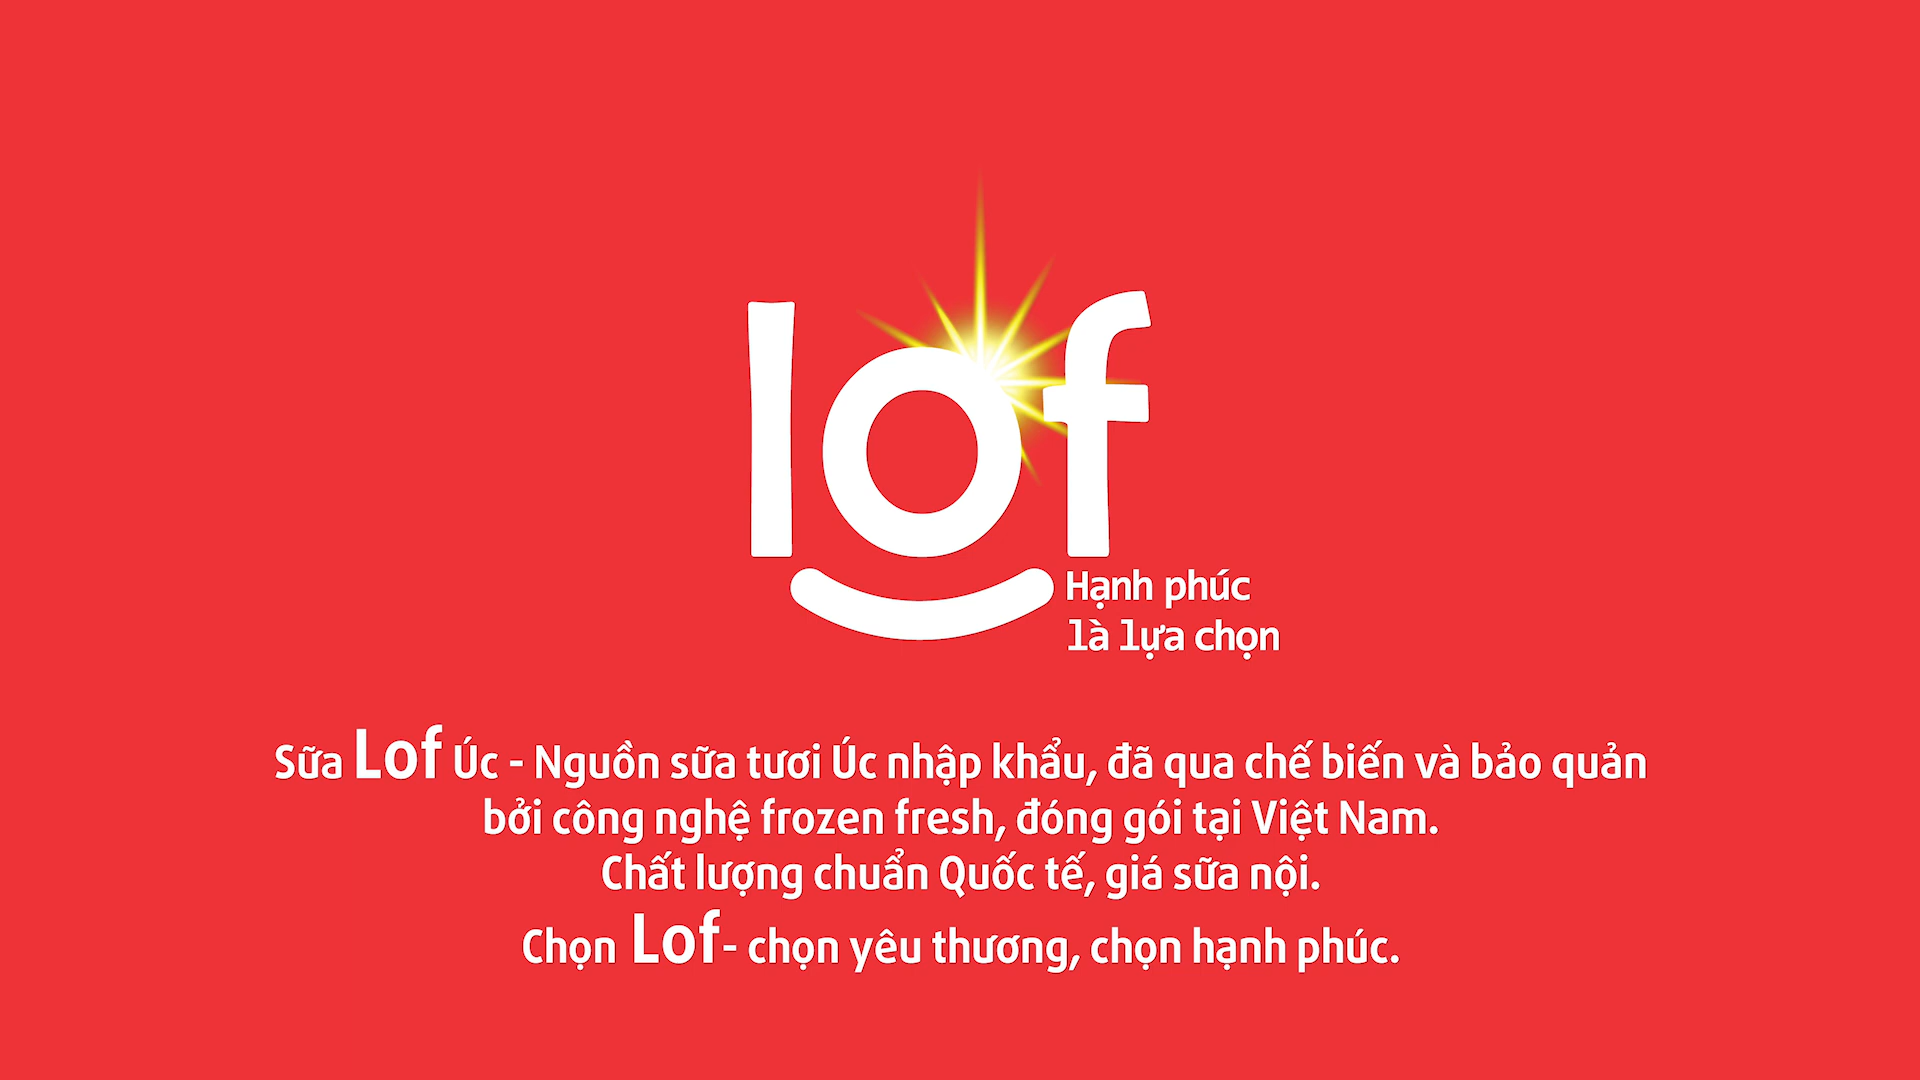 lof
Hạnh phúc
là lựa chọn
Sữa Lof Úc - Nguồn sữa tươi Úc nhập khẩu, đã qua chế biến và bảo quản
bởi công nghệ frozen fresh, đóng gói tại Việt Nam.
Chất lượng chuẩn Quốc tế, giá sữa nội.
Chọn Lof- chọn yêu thương, chọn hạnh phúc.